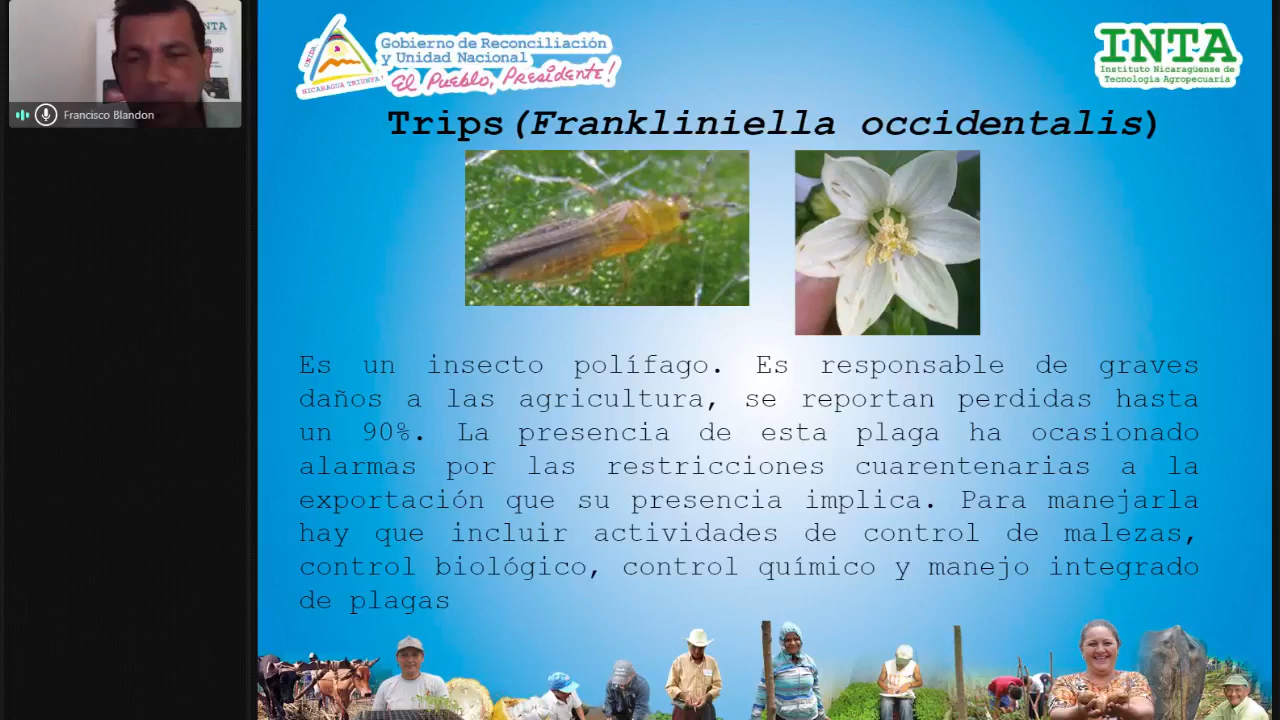 Francisco Blandon
UNIDA
NICARAGUA TRIUNFA!
Gobierno de Reconciliación
y Unidad Nacional
El Pueblo, Presidente!
INTA
Instituto Nicaragüense de
Tecnología Agropecuaria
Trips(Frankliniella occidentalis)
Es un insecto polífago. Es responsable de graves
daños a las agricultura, se reportan perdidas hasta
un 90%. La presencia de esta plaga ha ocasionado
alarmas por las restricciones cuarentenarias a la
exportación que su presencia implica. Para manejarla
hay que incluir actividades de control de malezas,
control biológico, control químico y manejo integrado
de plagas